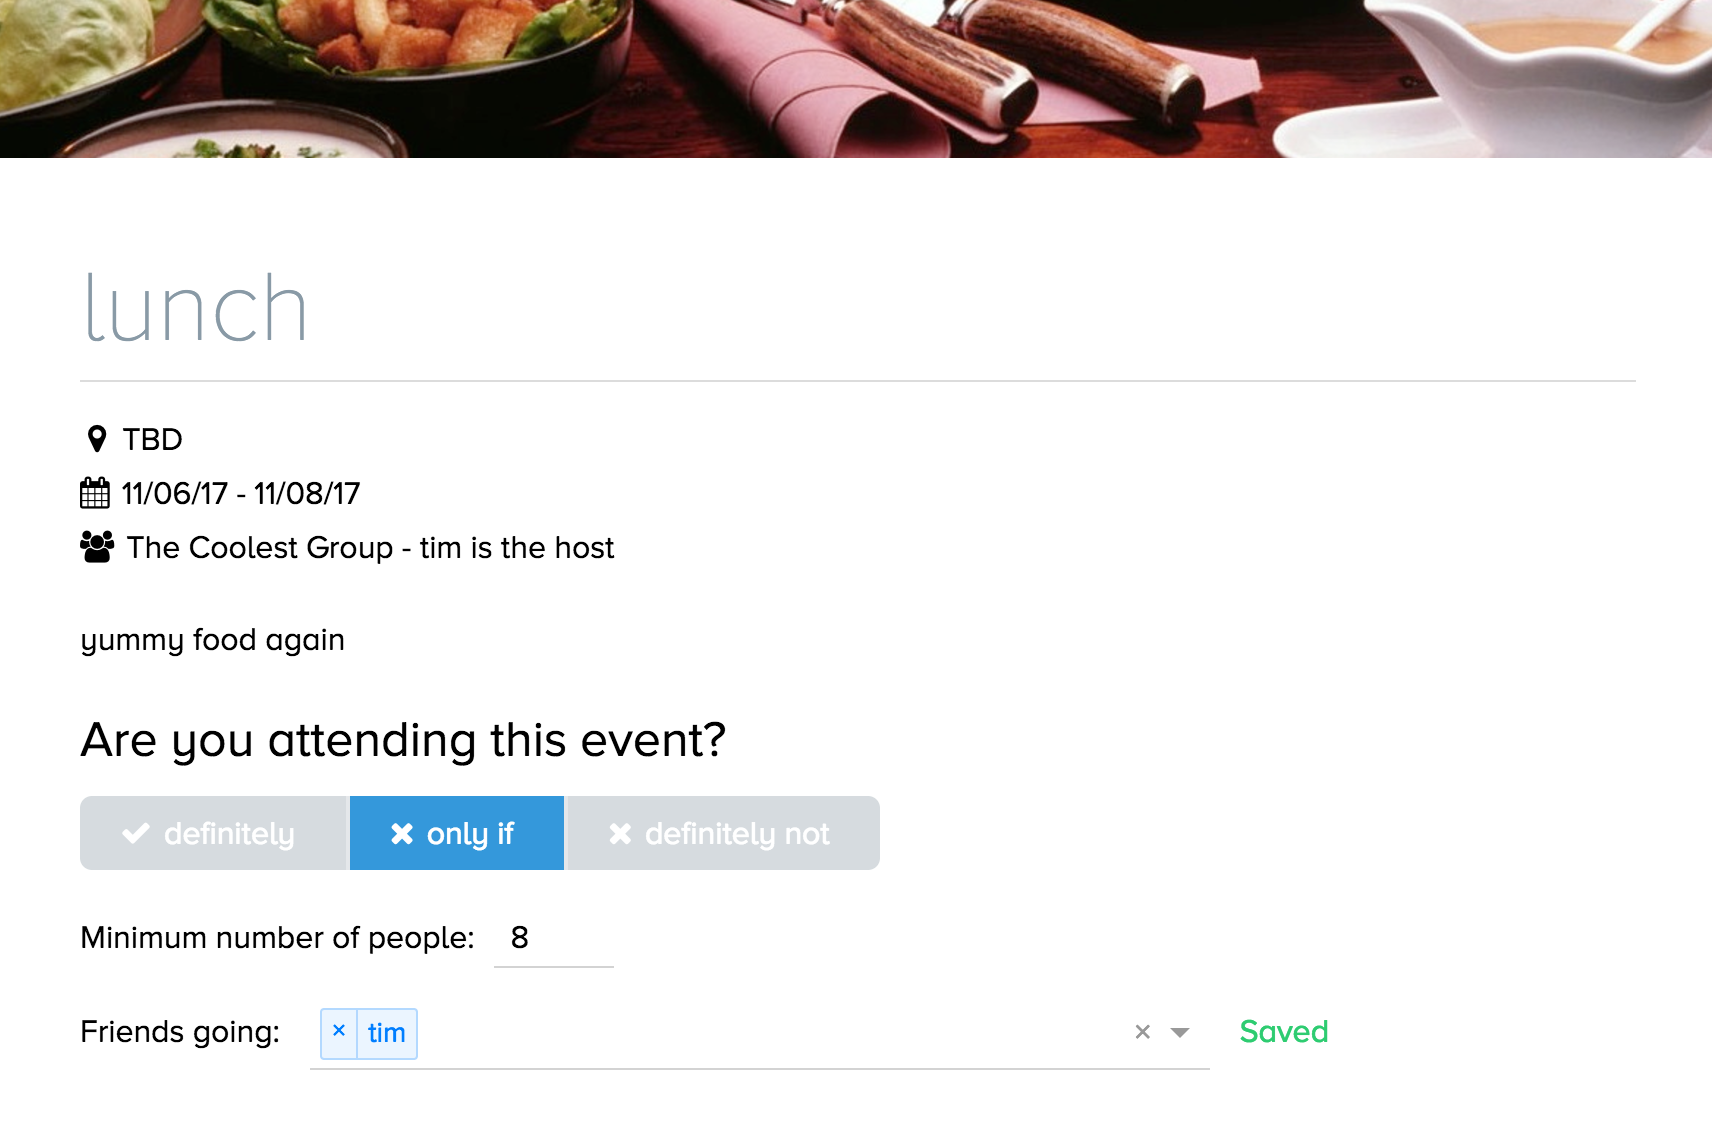 lunch
TBD
11/06/17 - 11/08/17
The Coolest Group - tim is the host
yummy food again
Are you attending this event?
definitely only if definitely not
Minimum number of people: 8
Friends going: × tim × Saved